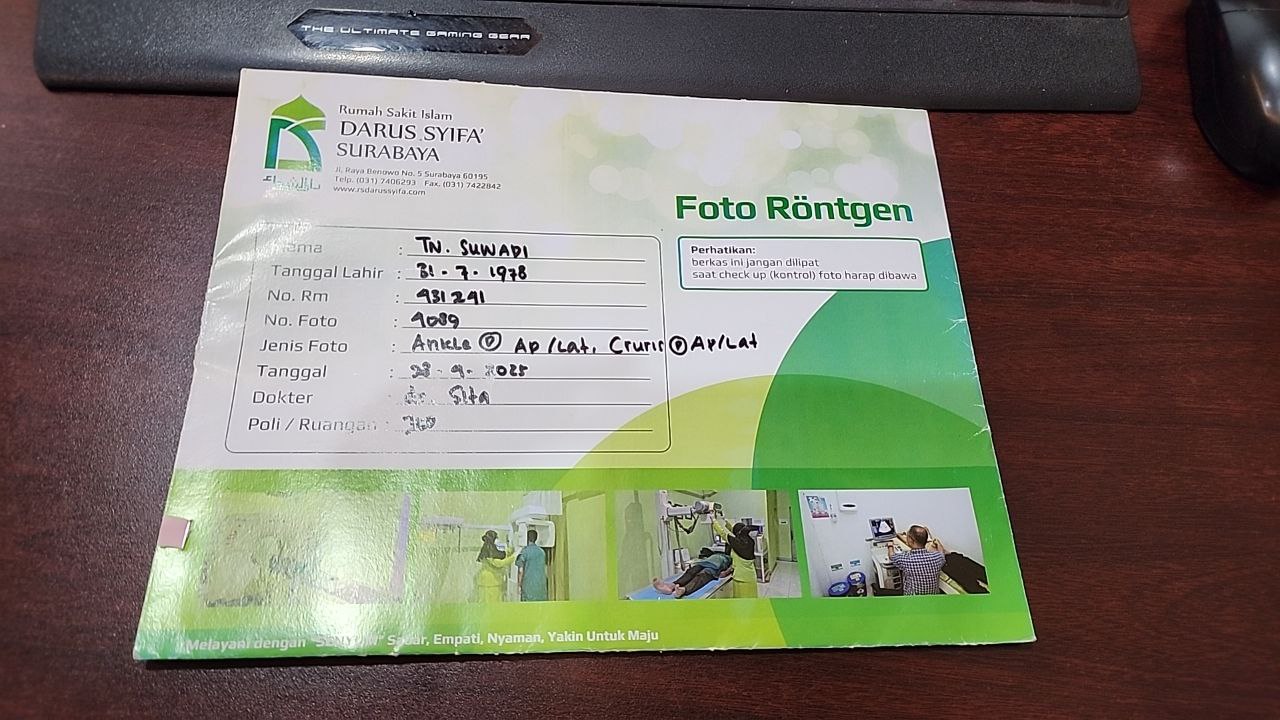 THE ULTIMATE GAMING GEAR
Rumah Sakit Islam
DARUS SYIFA'
SURABAYA
Jl. Raya Benowo No. 5 Surabaya 60195
Telp. (031) 7406293 Fax. (031) 7422842
www.rsdarussyifa.com
Foto Röntgen
Perhatikan:
berkas ini jangan dilipat
saat check up (kontrol) foto harap dibawa
Nama : TN. SUWADI
Tanggal Lahir : 31 - 7 - 1978
No. Rm : 431241
No. Foto : 4089
Jenis Foto : Ankle Ⓓ Ap/Lat, Cruris Ⓓ Ap/Lat
Tanggal : 28 - 9 - 2025
Dokter : dr. Sita
Poli / Ruangan :
Melayani dengan "SENYUM" Sabar, Empati, Nyaman, Yakin Untuk Maju